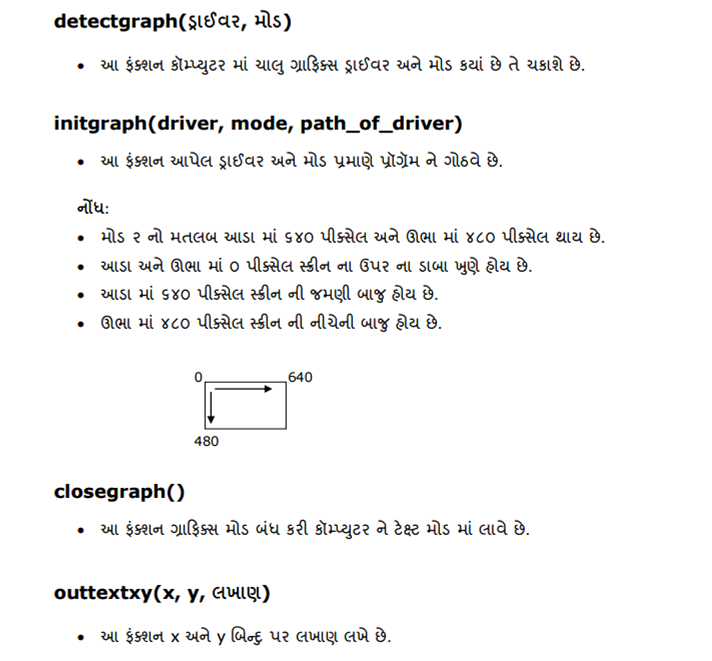 detectgraph(ડ્રાઈવર, મોડ)
• આ ફંક્શન કૉમ્પ્યુટર માં ચાલુ ગ્રાફિક્સ ડ્રાઈવર અને મોડ કયાં છે તે ચકાશે છે.
initgraph(driver, mode, path_of_driver)
• આ ફંક્શન આપેલ ડ્રાઈવર અને મોડ પ્રમાણે પ્રૉગ્રૅમ ને ગોઠવે છે.
નોંધ:
• મોડ ૨ નો મતલબ આડા માં ૬૪૦ પીક્સેલ અને ઊભા માં ૪૮૦ પીક્સેલ થાય છે.
• આડા અને ઊભા માં ૦ પીક્સેલ સ્ક્રીન ના ઉપર ના ડાબા ખુણે હોય છે.
• આડા માં ૬૪૦ પીક્સેલ સ્ક્રીન ની જમણી બાજુ હોય છે.
• ઊભા માં ૪૮૦ પીક્સેલ સ્ક્રીન ની નીચેની બાજુ હોય છે.
0 640
480
closegraph()
• આ ફંક્શન ગ્રાફિક્સ મોડ બંધ કરી કૉમ્પ્યુટર ને ટેક્ષ્ટ મોડ માં લાવે છે.
outtextxy(x, y, લખાણ)
• આ ફંક્શન x અને y બિન્દુ પર લખાણ લખે છે.